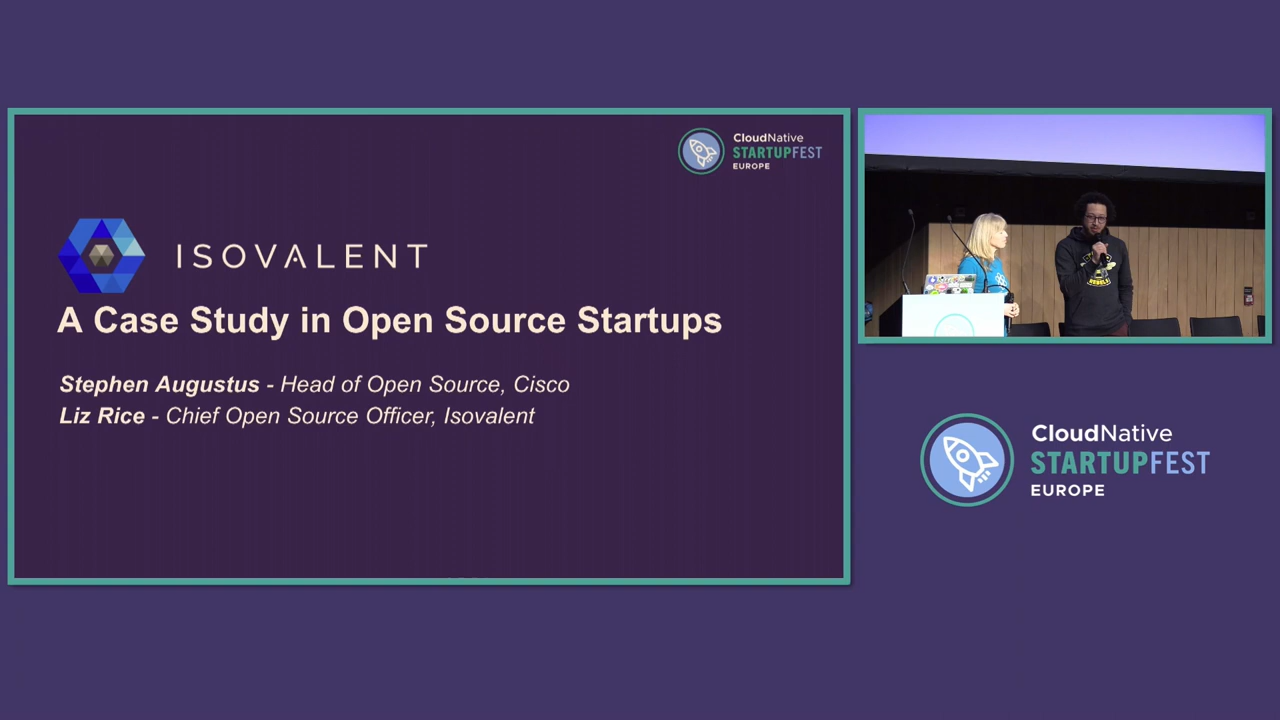 CloudNative
STARTUPFEST
EUROPE
ISOVALENT
A Case Study in Open Source Startups
Stephen Augustus - Head of Open Source, Cisco
Liz Rice - Chief Open Source Officer, Isovalent
CloudNative
STARTUPFEST
EUROPE